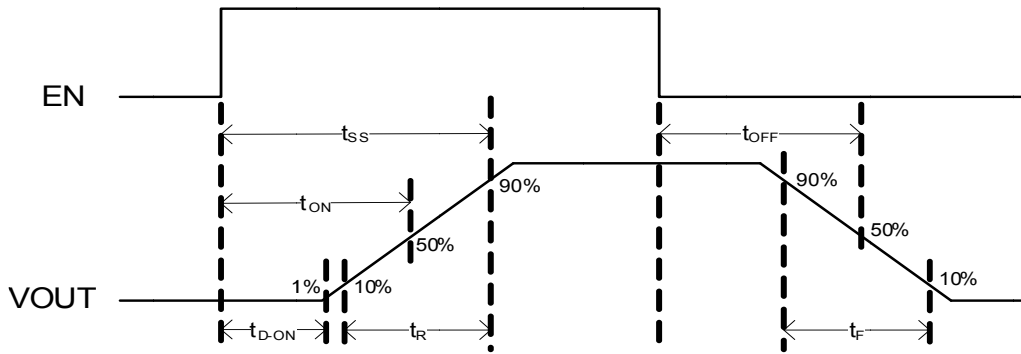 EN
tSS
tOFF
90%
90%
tON
50%
50%
1%
10%
10%
VOUT
tD-ON
tR
tF